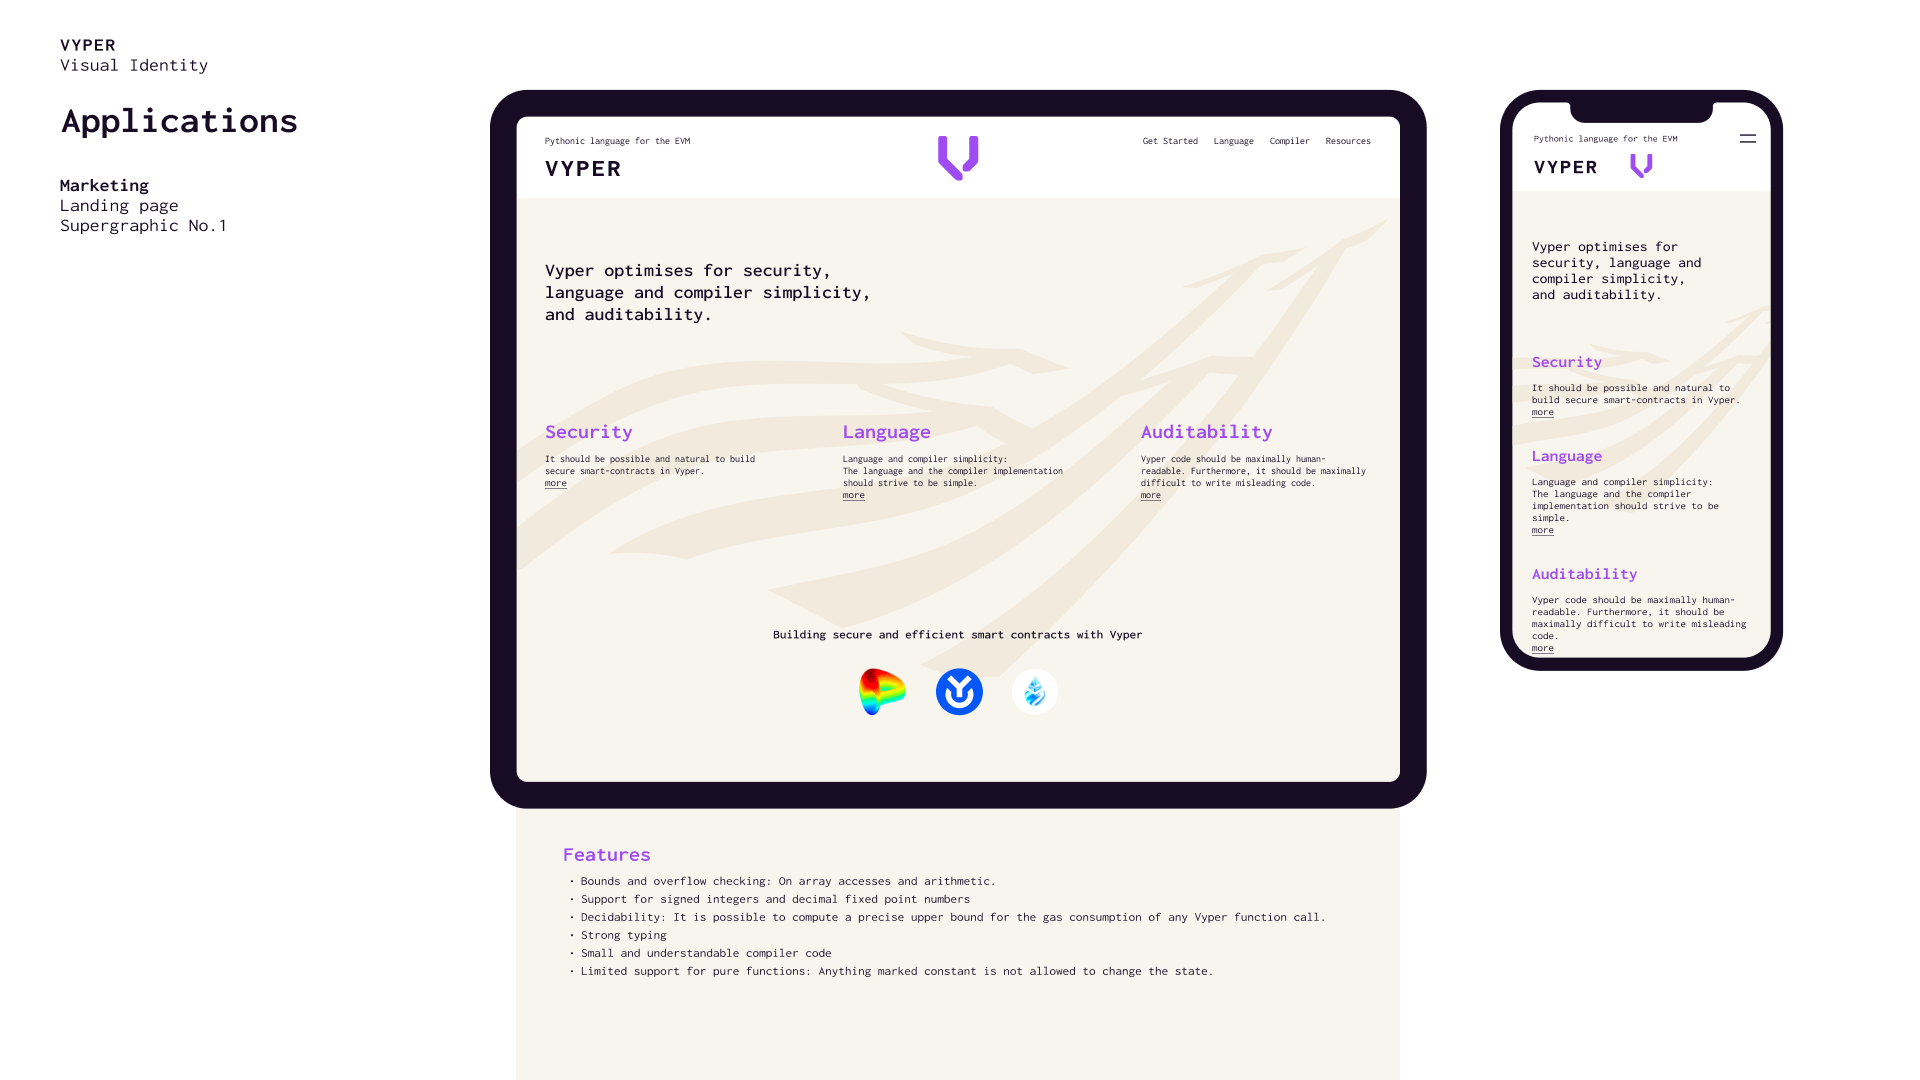 VYPER
Visual Identity
Applications
Marketing
Landing page
Supergraphic No.1
Pythonic language for the EVM
VYPER
Get Started Language Compiler Resources
Vyper optimises for security,
language and compiler simplicity,
and auditability.
Security
It should be possible and natural to build
secure smart-contracts in Vyper.
more
Language
Language and compiler simplicity:
The language and the compiler implementation
should strive to be simple.
more
Auditability
Vyper code should be maximally human-
readable. Furthermore, it should be maximally
difficult to write misleading code.
more
Building secure and efficient smart contracts with Vyper
Features
· Bounds and overflow checking: On array accesses and arithmetic.
· Support for signed integers and decimal fixed point numbers
· Decidability: It is possible to compute a precise upper bound for the gas consumption of any Vyper function call.
· Strong typing
· Small and understandable compiler code
· Limited support for pure functions: Anything marked constant is not allowed to change the state.
Pythonic language for the EVM
VYPER
Vyper optimises for
security, language and
compiler simplicity,
and auditability.
Security
It should be possible and natural to
build secure smart-contracts in Vyper.
more
Language
Language and compiler simplicity:
The language and the compiler
implementation should strive to be
simple.
more
Auditability
Vyper code should be maximally human-
readable. Furthermore, it should be
maximally difficult to write misleading
code.
more